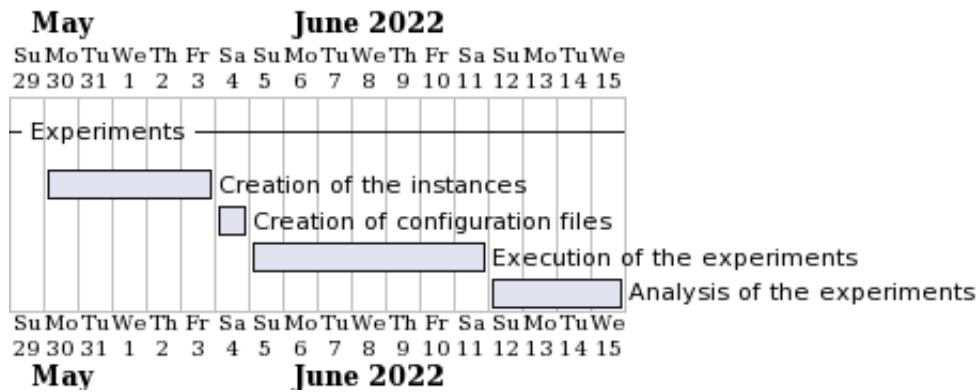 May June 2022
Su Mo Tu We Th Fr Sa Su Mo Tu We Th Fr Sa Su Mo Tu We
29 30 31 1 2 3 4 5 6 7 8 9 10 11 12 13 14 15
Experiments
Creation of the instances
Creation of configuration files
Execution of the experiments
Analysis of the experiments
Su Mo Tu We Th Fr Sa Su Mo Tu We Th Fr Sa Su Mo Tu We
29 30 31 1 2 3 4 5 6 7 8 9 10 11 12 13 14 15
May June 2022